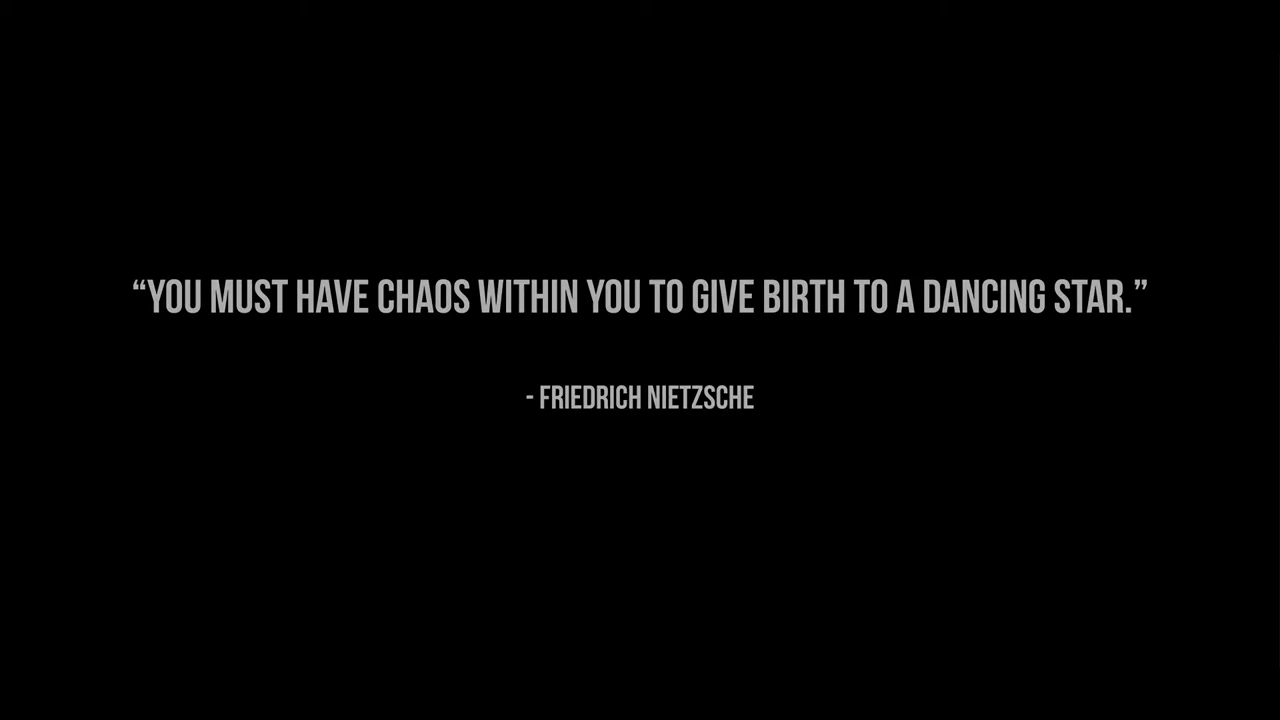 “YOU MUST HAVE CHAOS WITHIN YOU TO GIVE BIRTH TO A DANCING STAR.”
- FRIEDRICH NIETZSCHE